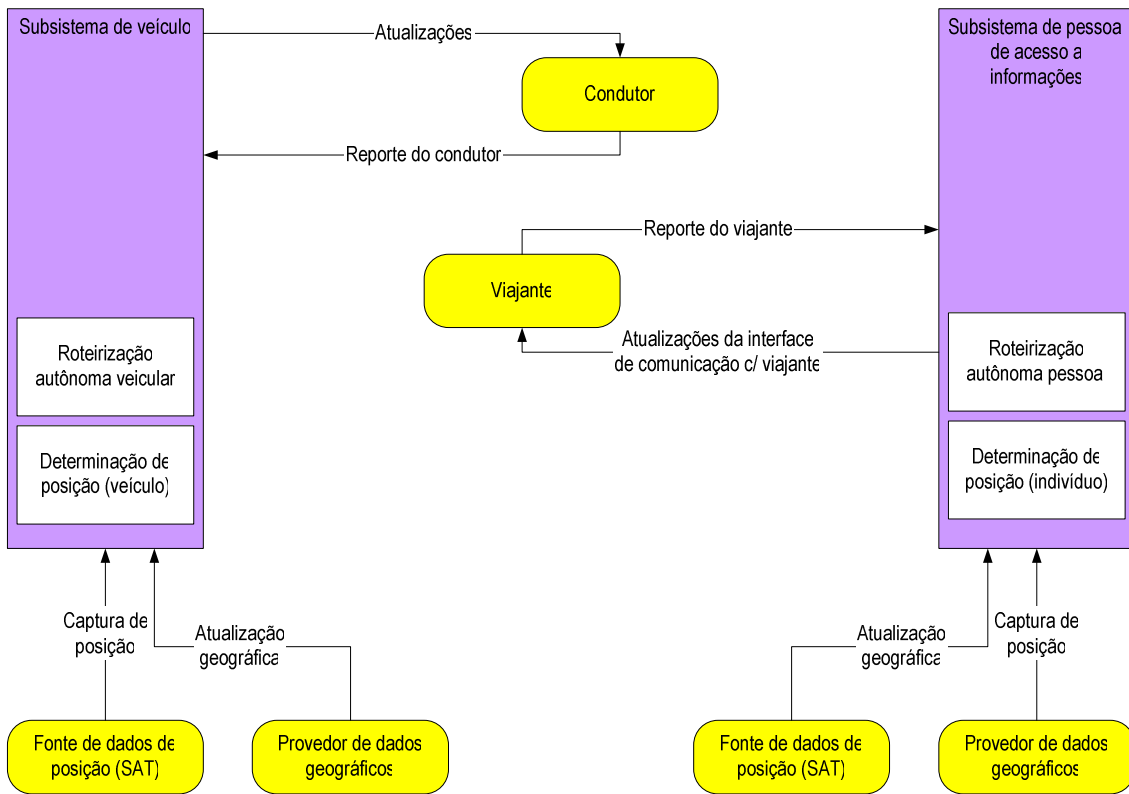 Subsistema de veículo
Atualizações
Condutor
Reporte do condutor
Subsistema de pessoa
de acesso a
informações
Reporte do viajante
Viajante
Atualizações da interface
de comunicação c/ viajante
Roteirização
autônoma veicular
Determinação de
posição (veículo)
Roteirização
autônoma pessoa
Determinação de
posição (indivíduo)
Captura de
posição
Atualização
geográfica
Atualização
geográfica
Captura de
posição
Fonte de dados de
posição (SAT)
Provedor de dados
geográficos
Fonte de dados de
posição (SAT)
Provedor de dados
geográficos